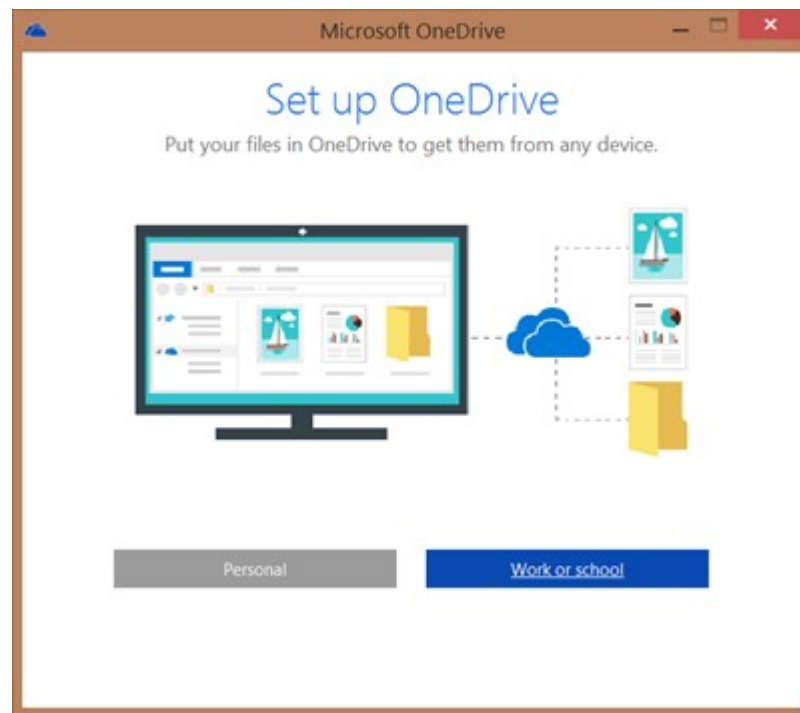 Microsoft OneDrive
Set up OneDrive
Put your files in OneDrive to get them from any device.
Personal
Work or school